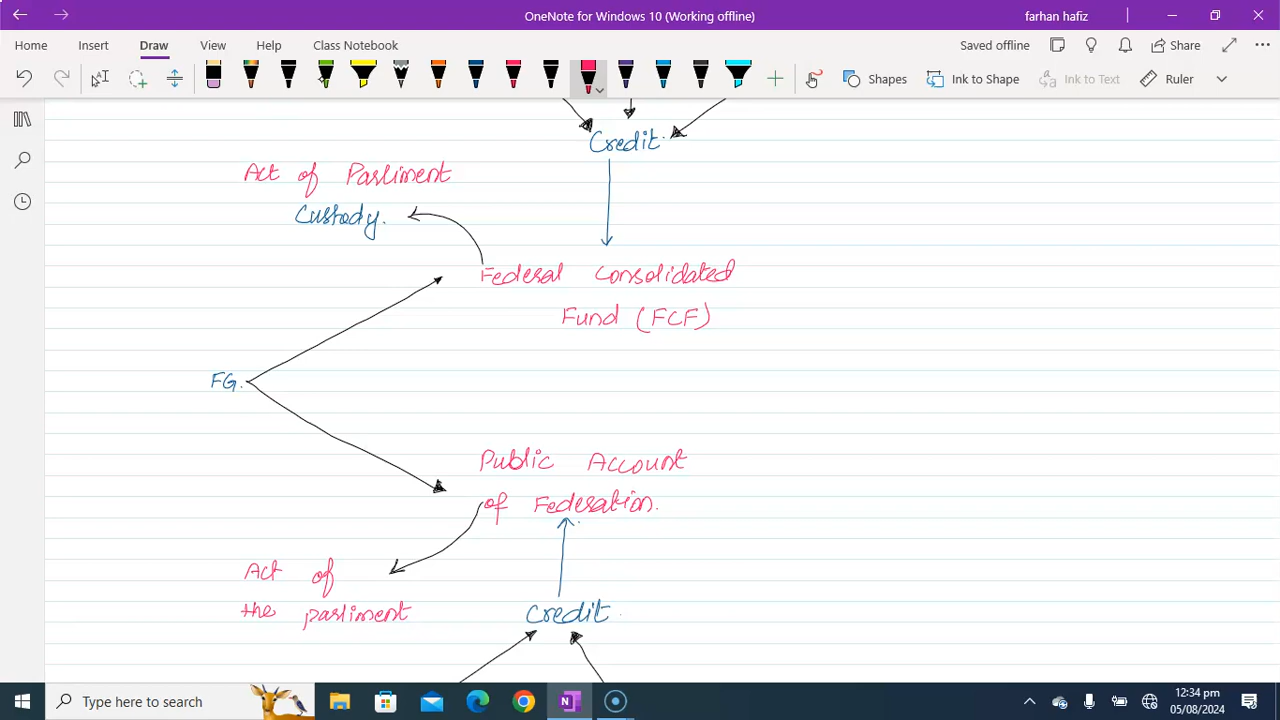 OneNote for Windows 10 (Working offline)
farhan hafiz
Home Insert Draw View Help Class Notebook
Saved offline
Share
Shapes
Ink to Shape
Ink to Text
Ruler
Credit.
Act of Parliment
Custody.
Federal Consolidated
Fund (FCF)
FG.
Public Account
of Federation.
Act of
the parliment
Credit.
Type here to search
12:34 pm
05/08/2024